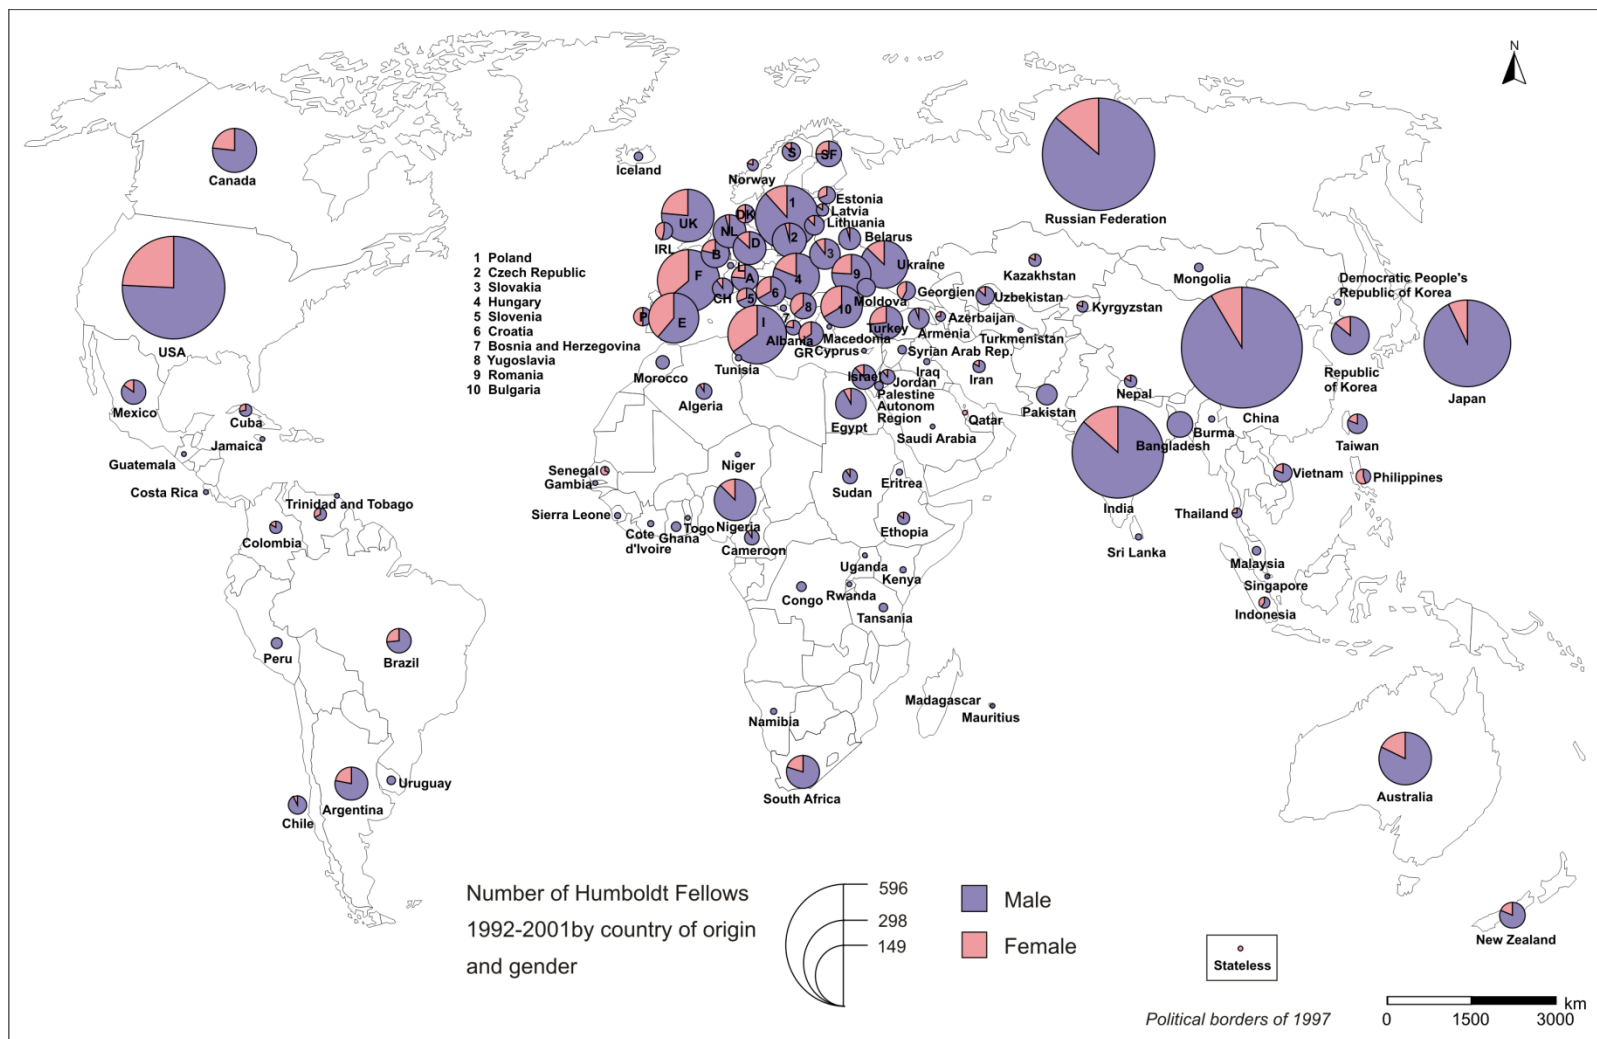 N
Canada
USA
Mexico
Cuba
Jamaica
Guatemala
Costa Rica
Trinidad and Tobago
Colombia
Peru
Brazil
Uruguay
Argentina
Chile
1 Poland
2 Czech Republic
3 Slovakia
4 Hungary
5 Slovenia
6 Croatia
7 Bosnia and Herzegovina
8 Yugoslavia
9 Romania
10 Bulgaria
Iceland
Norway
S
SF
UK
IRL
DK
NL
B
D
L
F
CH
A
P
E
I
GR
1
2
3
4
5
6
7
8
9
10
Estonia
Latvia
Lithuania
Belarus
Ukraine
Moldova
Albania
Macedonia
Cyprus
Turkey
Georgien
Armenia
Azerbaijan
Turkmenistan
Uzbekistan
Kazakhstan
Kyrgyzstan
Russian Federation
Mongolia
Democratic People's
Republic of Korea
Republic
of Korea
Japan
China
Taiwan
Syrian Arab Rep.
Iraq
Iran
Israel
Jordan
Palestine
Autonom
Region
Qatar
Saudi Arabia
Pakistan
Nepal
India
Bangladesh
Burma
Sri Lanka
Thailand
Vietnam
Philippines
Malaysia
Singapore
Indonesia
Morocco
Algeria
Tunisia
Egypt
Senegal
Gambia
Sierra Leone
Cote
d'Ivoire
Ghana
Togo
Niger
Nigeria
Cameroon
Sudan
Eritrea
Ethiopia
Uganda
Kenya
Rwanda
Congo
Tansania
Madagascar
Mauritius
Namibia
South Africa
Australia
New Zealand
Number of Humboldt Fellows
1992-2001by country of origin
and gender
596
298
149
Male
Female
Stateless
Political borders of 1997
km
0 1500 3000